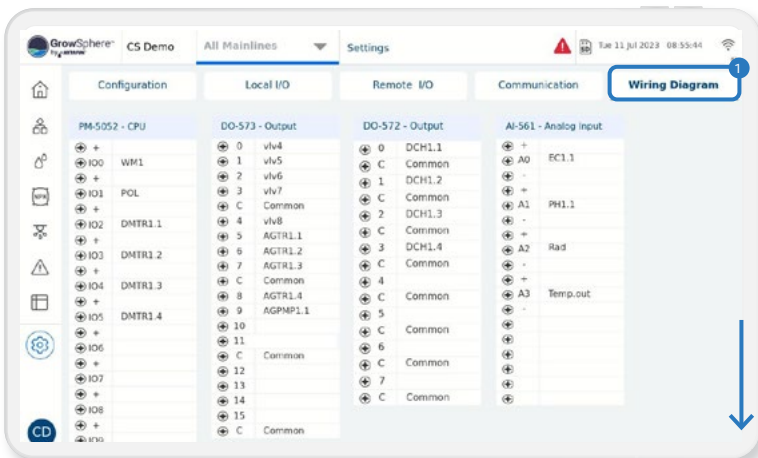 GrowSphere™ CS Demo All Mainlines Settings SD Tue 11 Jul 2023 08:55:44
1
Configuration Local I/O Remote I/O Communication Wiring Diagram
PM-5052 - CPU
+
IO0 WM1
+
IO1 POL
+
IO2 DMTR1.1
+
IO3 DMTR1.2
+
IO4 DMTR1.3
+
IO5 DMTR1.4
+
IO6
+
IO7
+
IO8
+
IO9
DO-573 - Output
0 vlv4
1 vlv5
2 vlv6
3 vlv7
C Common
4 vlv8
5 AGTR1.1
6 AGTR1.2
7 AGTR1.3
C Common
8 AGTR1.4
9 AGPMP1.1
10
11
C Common
12
13
14
15
C Common
DO-572 - Output
0 DCH1.1
C Common
1 DCH1.2
C Common
2 DCH1.3
C Common
3 DCH1.4
C Common
4
C Common
5
C Common
6
C Common
7
C Common
AI-561 - Analog Input
+
A0 EC1.1
-
+
A1 PH1.1
-
+
A2 Rad
-
+
A3 Temp.out
-
CD